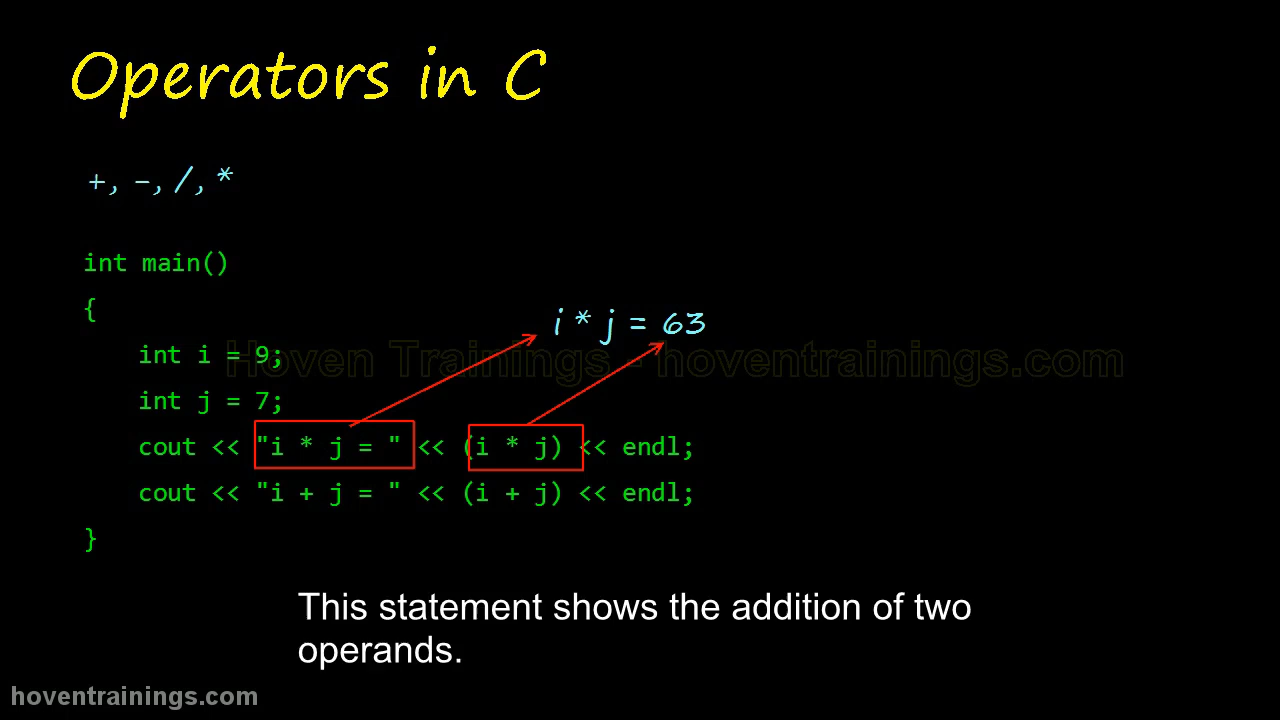 Operators in C
+, -, /, *
int main()
{
i * j = 63
int i = 9;
Hoven Trainings - hoventrainings.com
int j = 7;
cout << "i * j = " << (i * j) << endl;
cout << "i + j = " << (i + j) << endl;
}
This statement shows the addition of two
operands.
hoventrainings.com